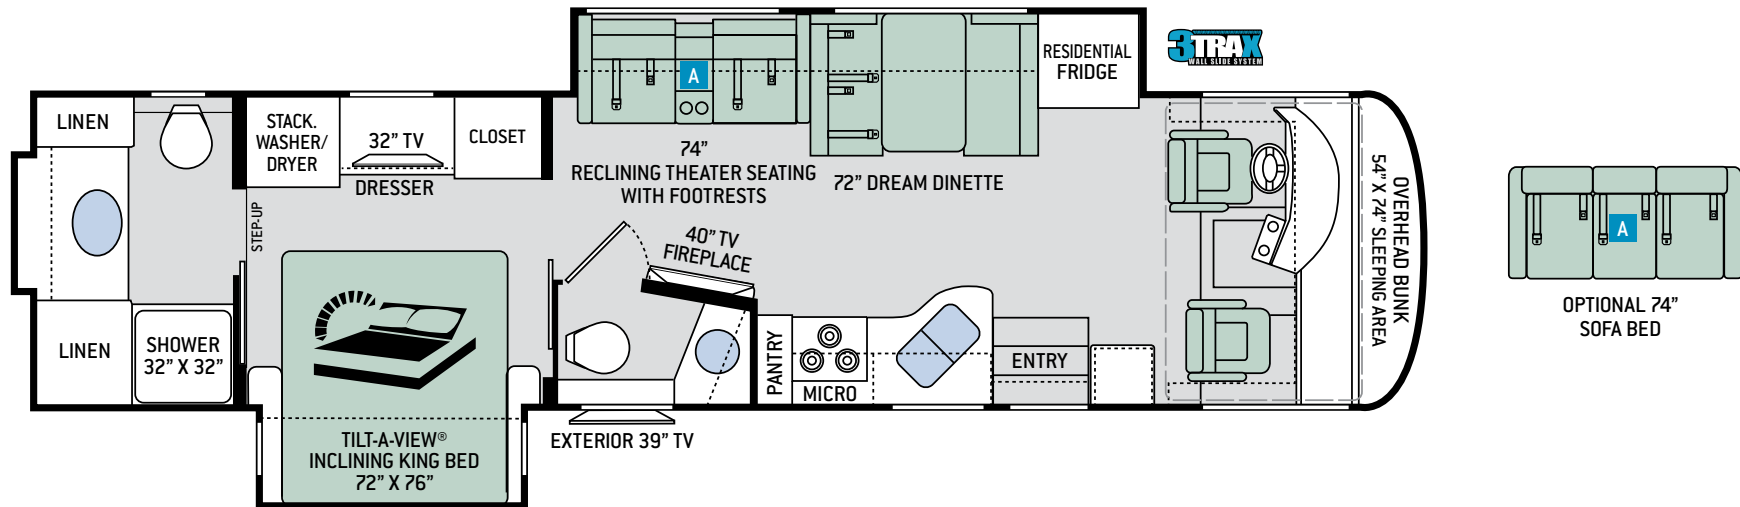 LINEN
STACK.
WASHER/
DRYER
32” TV
DRESSER
CLOSET
A
74”
RECLINING THEATER SEATING
WITH FOOTRESTS
72” DREAM DINETTE
RESIDENTIAL
FRIDGE
3TRAX
WALL SLIDE SYSTEM
STEP-UP
40” TV
FIREPLACE
OVERHEAD BUNK
54” X 74” SLEEPING AREA
A
OPTIONAL 74”
SOFA BED
LINEN
SHOWER
32” X 32”
TILT-A-VIEW®
INCLINING KING BED
72” X 76”
EXTERIOR 39” TV
PANTRY
MICRO
ENTRY